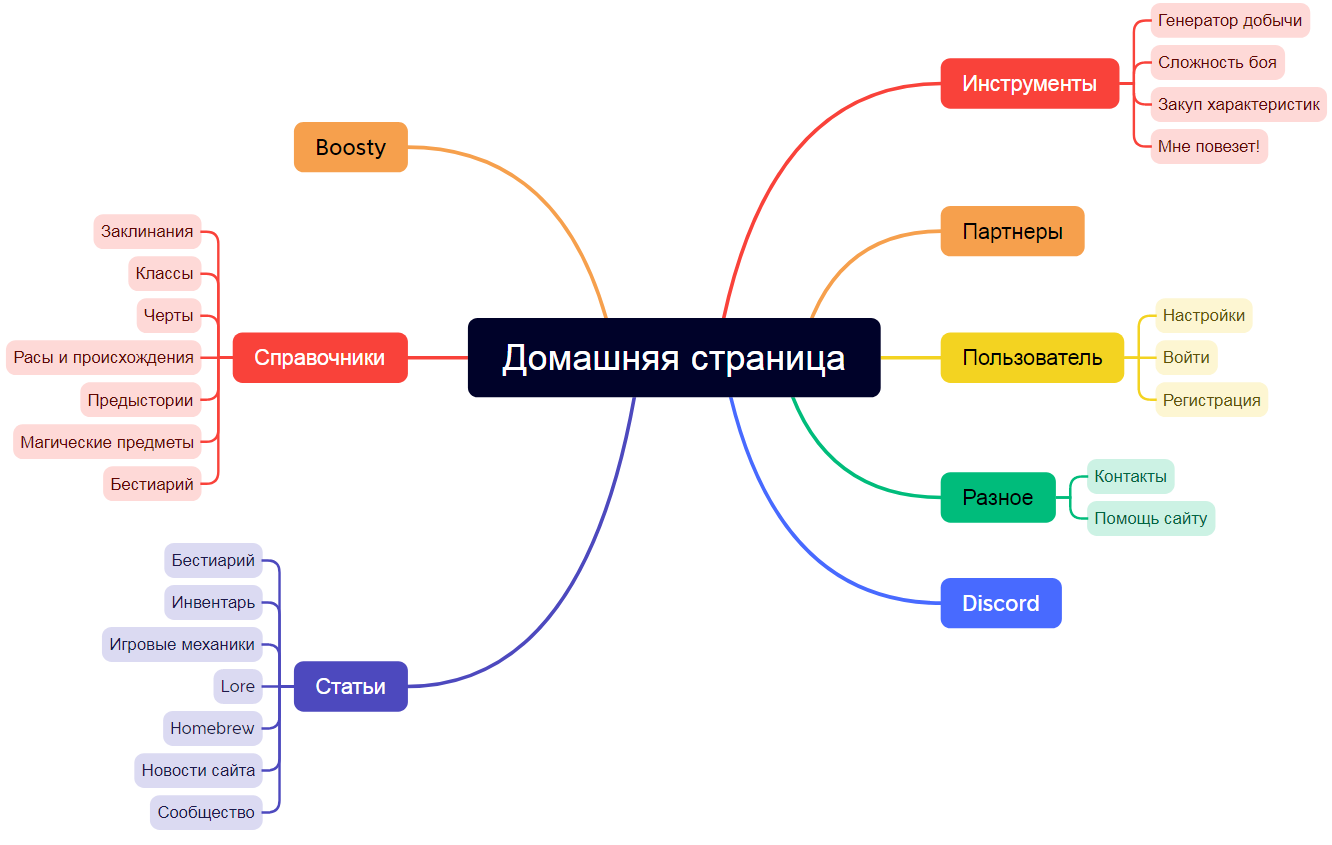 Домашняя страница
Инструменты
Генератор добычи
Сложность боя
Закуп характеристик
Мне повезет!
Партнеры
Пользователь
Настройки
Войти
Регистрация
Разное
Контакты
Помощь сайту
Discord
Boosty
Справочники
Заклинания
Классы
Черты
Расы и происхождения
Предыстории
Магические предметы
Бестиарий
Статьи
Бестиарий
Инвентарь
Игровые механики
Lore
Homebrew
Новости сайта
Сообщество